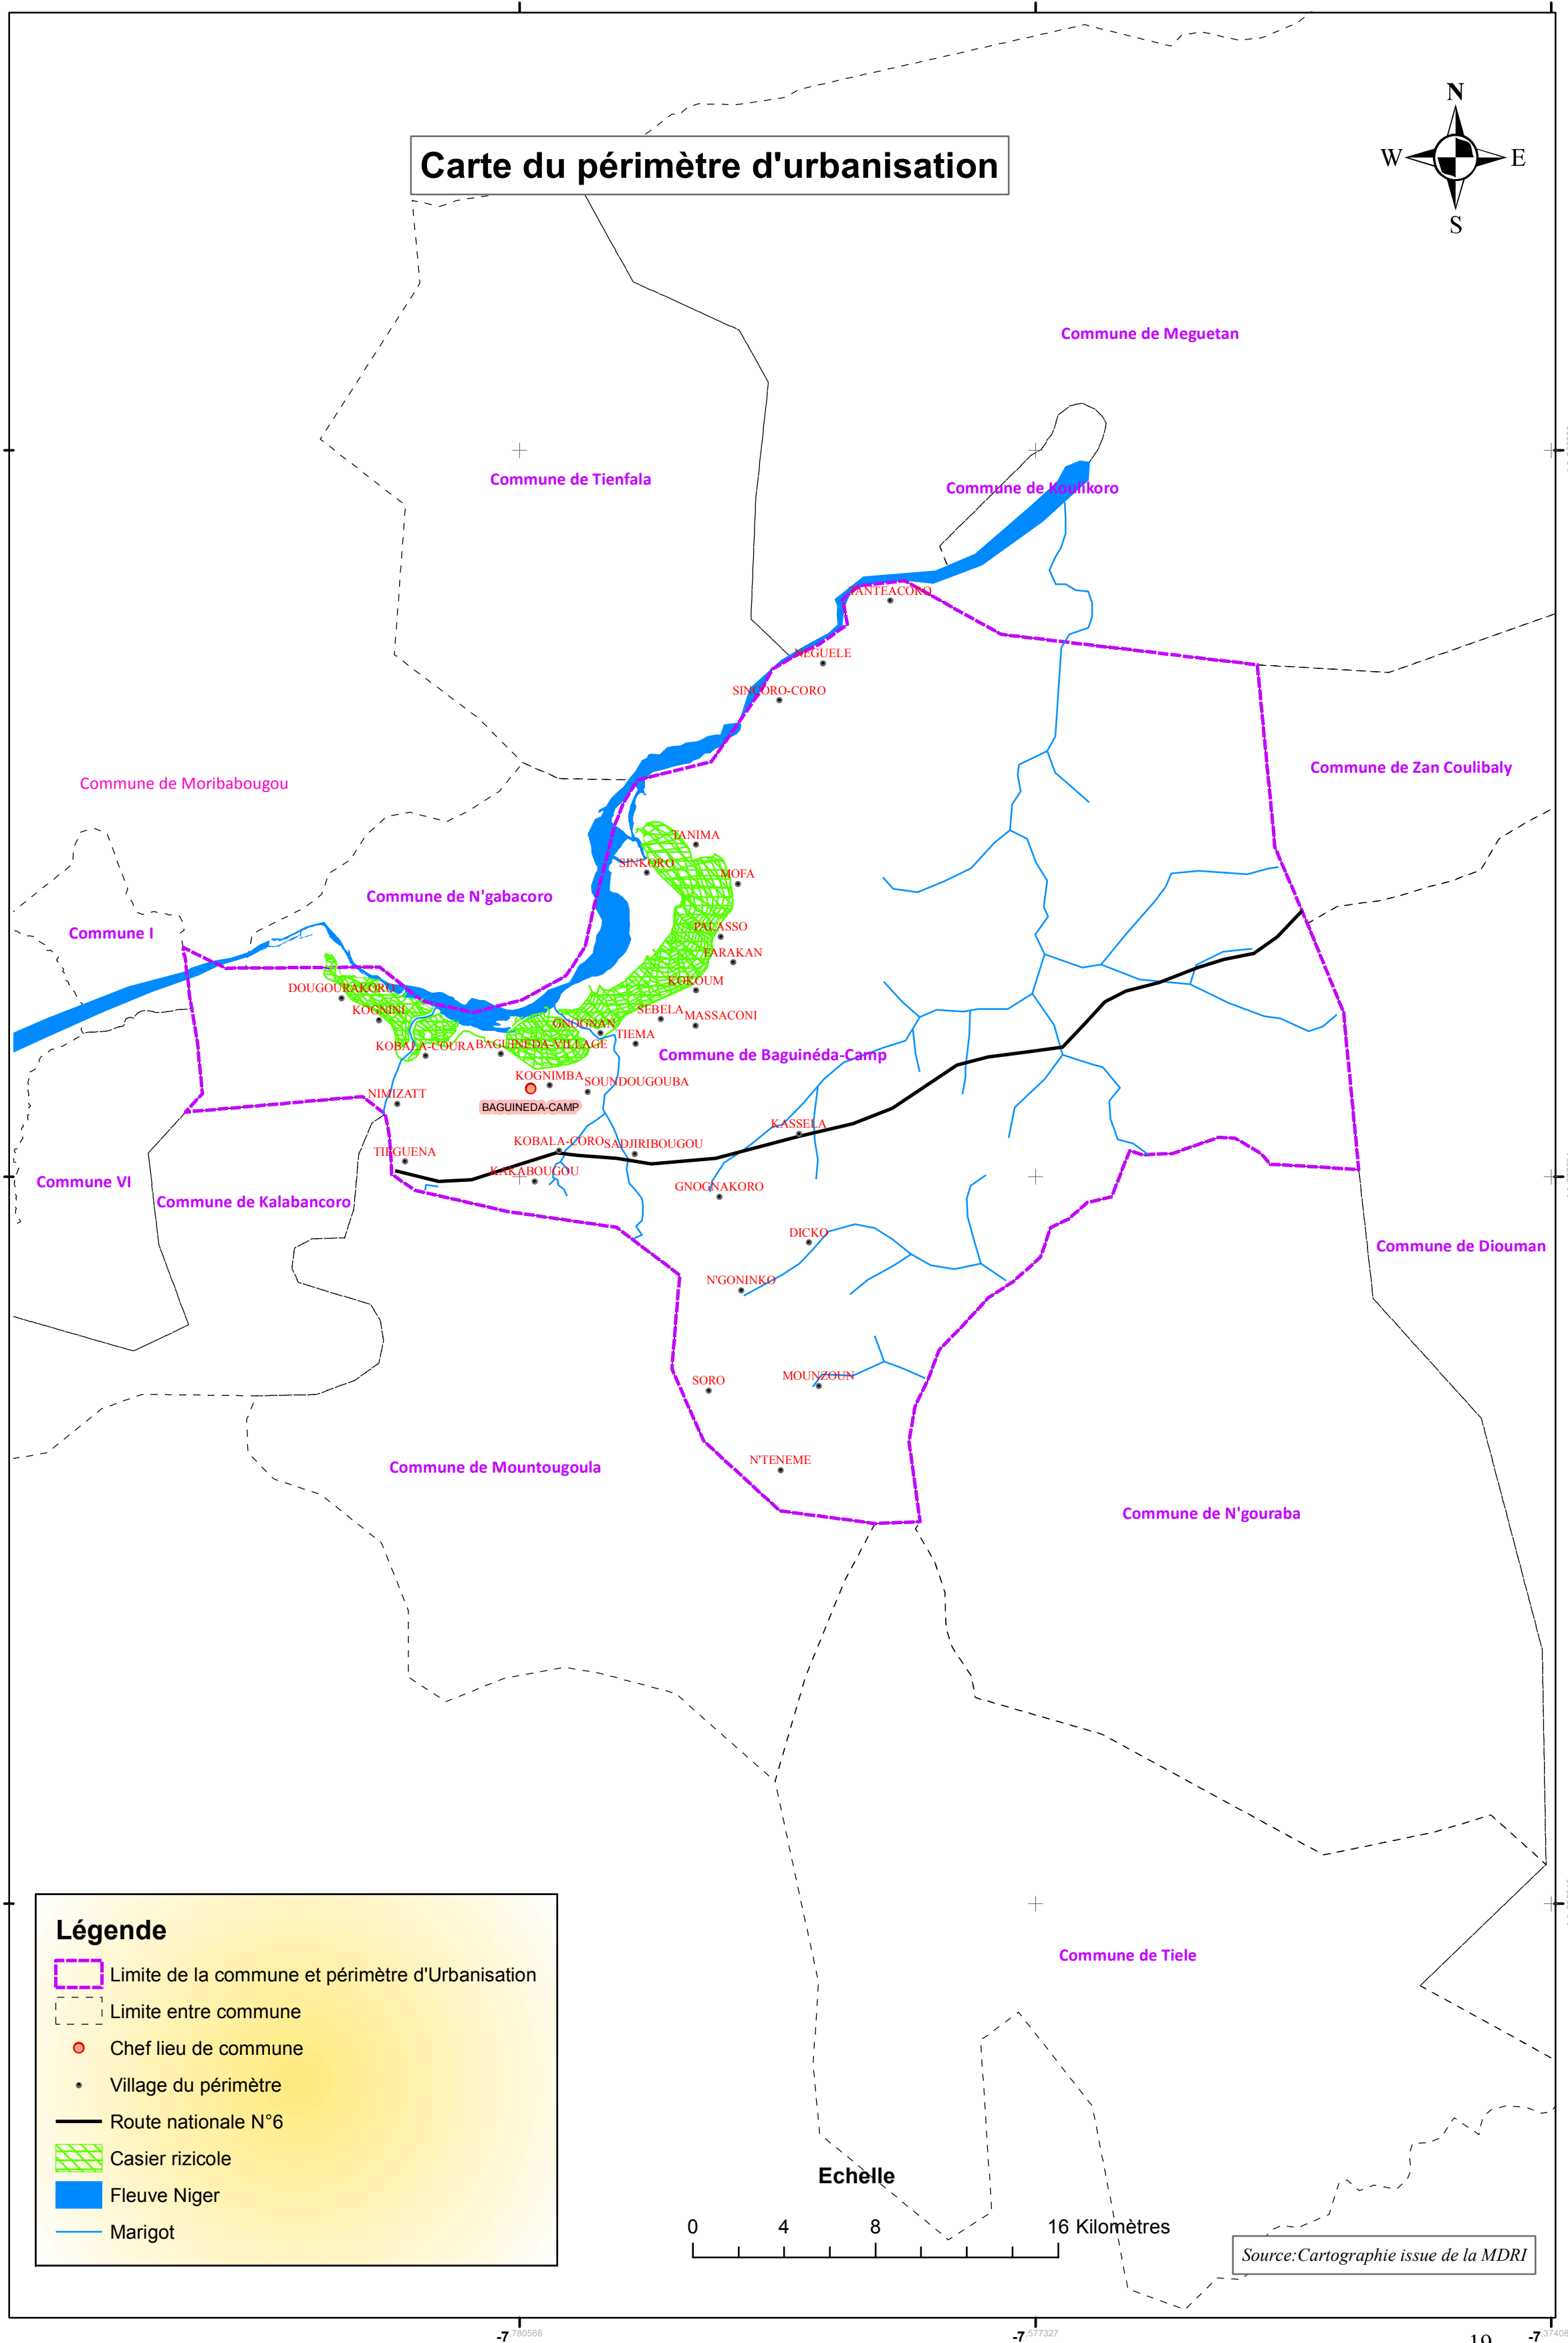 N
Carte du périmètre d'urbanisation
W
E
S
Commune de Meguetan
Commune de Tienfala
Commune de Koulikoro
TANTEACORO
NEGUELE
SINCORO-CORO
Commune de Zan Coulibaly
Commune de Moribabougou
TANIMA
SINKORO
MOFA
Commune de N'gabacoro
PALASSO
Commune I
FARAKAN
KOKOUM
DOUGOURAKORO
KOGNINI
SEBELA
MASSACONI
GNOGNAN
TIEMA
KOBALA-COURA
BAGUINEDA-VILLAGE
Commune de Baguinéda-Camp
KOGNIMBA
SOUNDOUGOUBA
NIMIZATT
BAGUINEDA-CAMP
KASSELA
KOBALA-CORO
SADJIRIBOUGOU
TIEGUENA
KAKABOUGOU
Commune VI
GNOGNAKORO
Commune de Kalabancoro
DICKO
Commune de Diouman
N'GONINKO
SORO
MOUNZOUN
N'TENEME
Commune de Mountougoula
Commune de N'gouraba
Commune de Tiele
Légende
Limite de la commune et périmètre d'Urbanisation
Limite entre commune
Chef lieu de commune
Village du périmètre
Route nationale N°6
Casier rizicole
Fleuve Niger
Marigot
Echelle
0 4 8 16 Kilomètres
Source:Cartographie issue de la MDRI
-7,780566
-7,577327